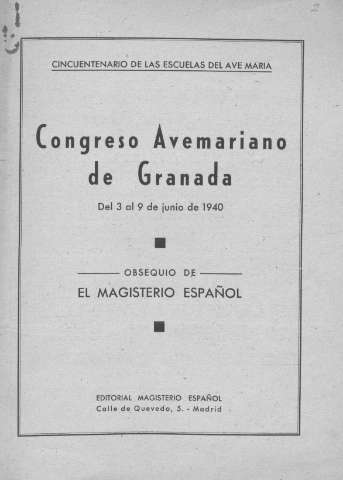 CINCUENTENARIO DE LAS ESCUELAS DEL AVE MARIA
Congreso Avemariano
de Granada
Del 3 al 9 de junio de 1940
OBSEQUIO DE
EL MAGISTERIO ESPAÑOL
EDITORIAL MAGISTERIO ESPAÑOL
Calle de Quevedo, 5. - Madrid